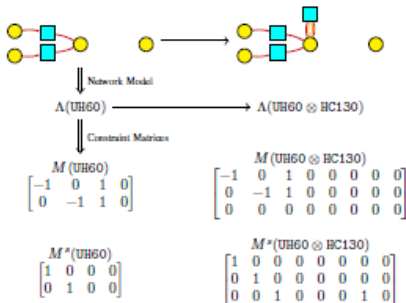 Network Model
Λ(UH60) Λ(UH60 ⊗ HC130)
Constraint Matrices
M(UH60)
[−1 0 1 0
0 −1 1 0]
M(UH60 ⊗ HC130)
[−1 0 1 0 0 0 0 0
0 −1 1 0 0 0 0 0
0 0 0 0 0 0 0 0]
Mˢ(UH60)
[1 0 0 0
0 1 0 0]
Mˢ(UH60 ⊗ HC130)
[1 0 0 0 0 0 0 0
0 1 0 0 0 0 0 0
0 0 1 0 0 0 1 0]